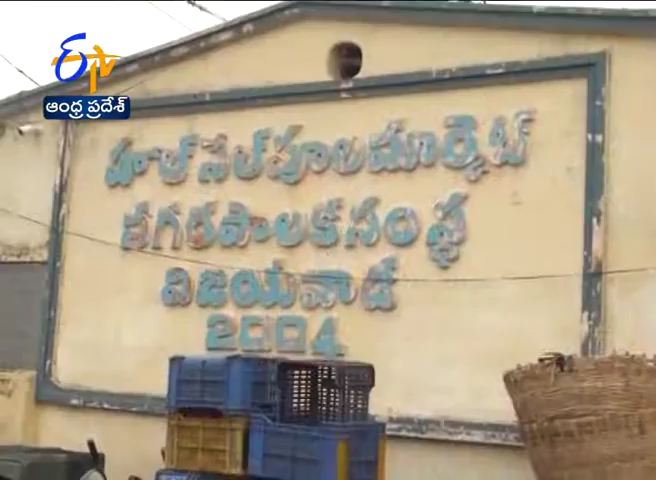 etv
ఆంధ్ర ప్రదేశ్
హోల్ సేల్ పూల మార్కెట్
నగరపాలక సంస్థ
విజయవాడ
2004